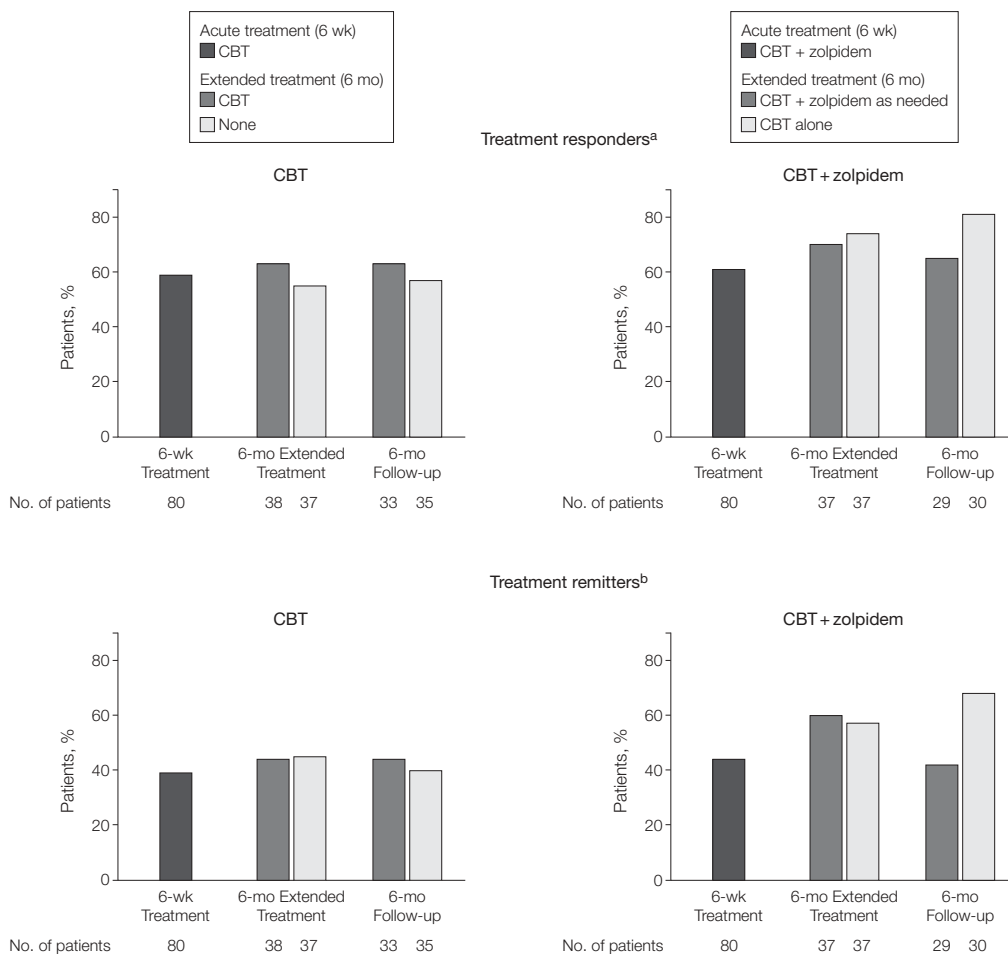 Acute treatment (6 wk)
CBT
Extended treatment (6 mo)
CBT
None
Acute treatment (6 wk)
CBT + zolpidem
Extended treatment (6 mo)
CBT + zolpidem as needed
CBT alone
Treatment respondersª
CBT
80
60
40
20
0
Patients, %
6-wk Treatment
6-mo Extended Treatment
6-mo Follow-up
No. of patients 80 38 37 33 35
CBT + zolpidem
80
60
40
20
0
Patients, %
6-wk Treatment
6-mo Extended Treatment
6-mo Follow-up
No. of patients 80 37 37 29 30
Treatment remittersᵇ
CBT
80
60
40
20
0
Patients, %
6-wk Treatment
6-mo Extended Treatment
6-mo Follow-up
No. of patients 80 38 37 33 35
CBT + zolpidem
80
60
40
20
0
Patients, %
6-wk Treatment
6-mo Extended Treatment
6-mo Follow-up
No. of patients 80 37 37 29 30